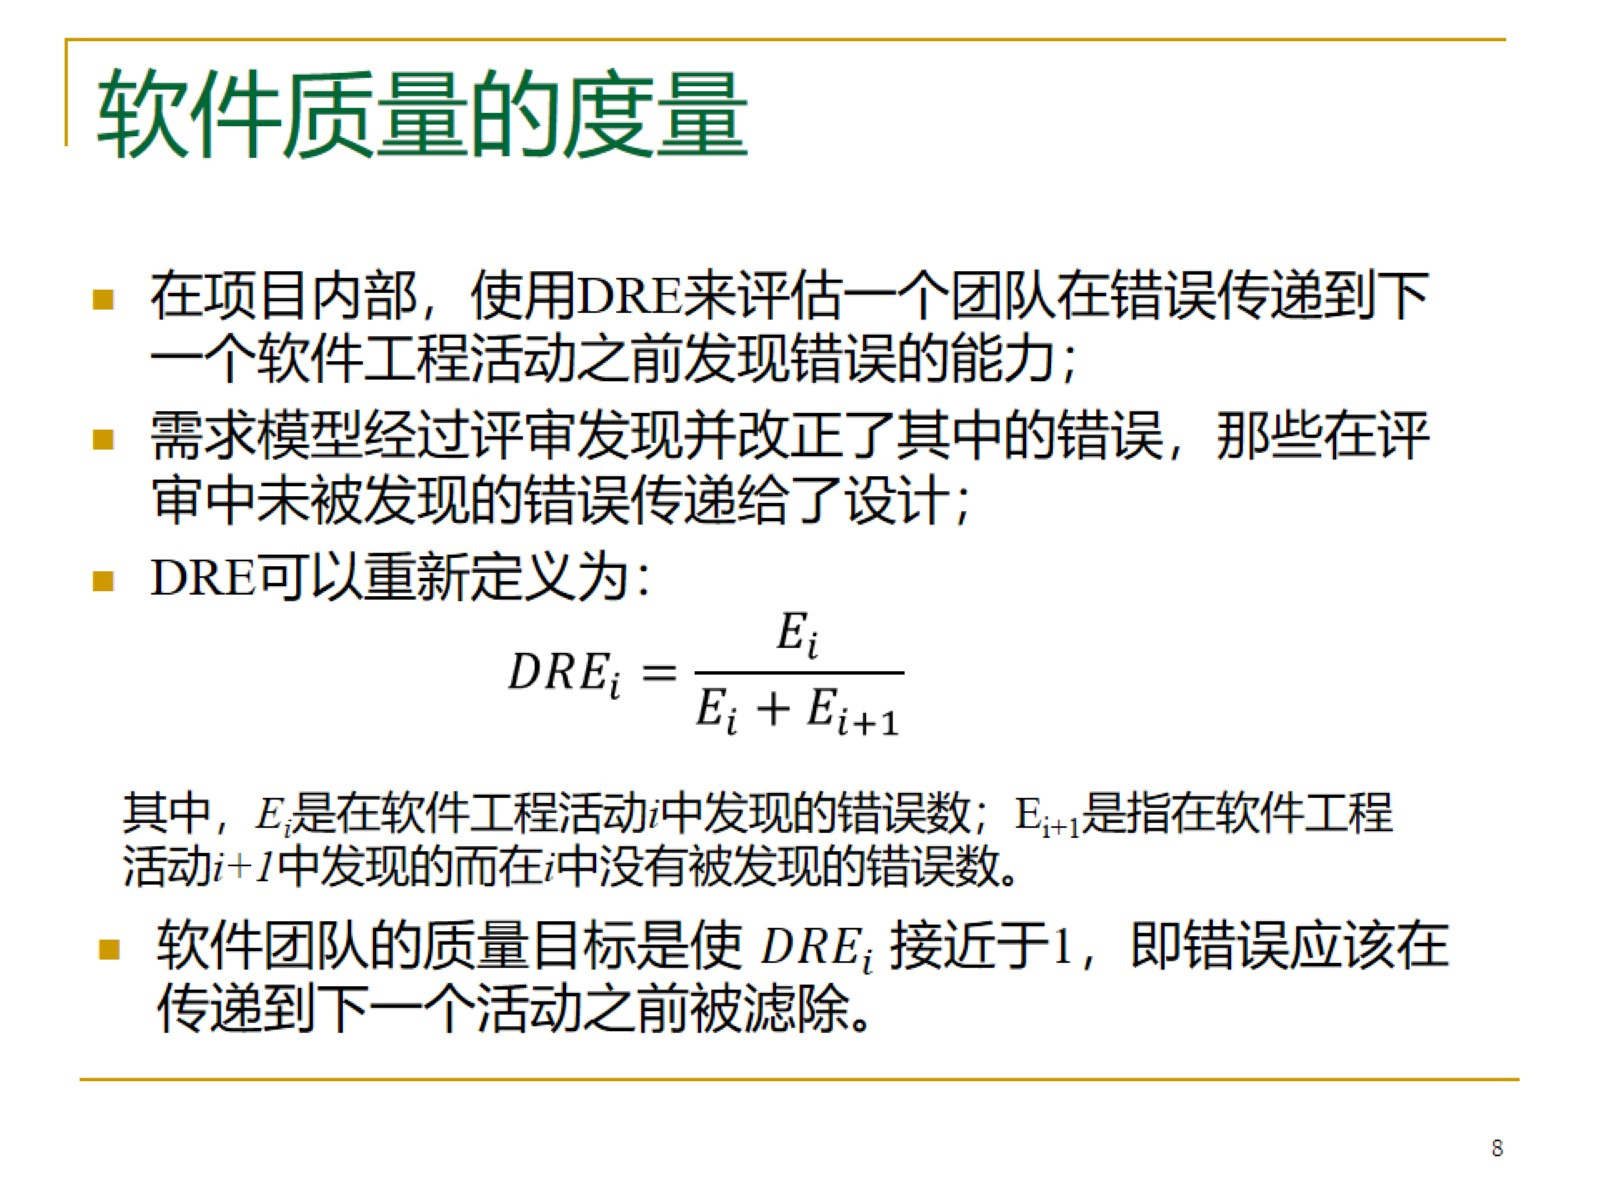 软件质量的度量
在项目内部，使用DRE来评估一个团队在错误传递到下
一个软件工程活动之前发现错误的能力；
需求模型经过评审发现并改正了其中的错误，那些在评
审中未被发现的错误传递给了设计；
DRE可以重新定义为：
DREᵢ = Eᵢ / (Eᵢ + Eᵢ₊₁)
其中，Eᵢ是在软件工程活动i中发现的错误数；Eᵢ₊₁是指在软件工程
活动i+1中发现的而在i中没有被发现的错误数。
软件团队的质量目标是使 DREᵢ 接近于1，即错误应该在
传递到下一个活动之前被滤除。
8